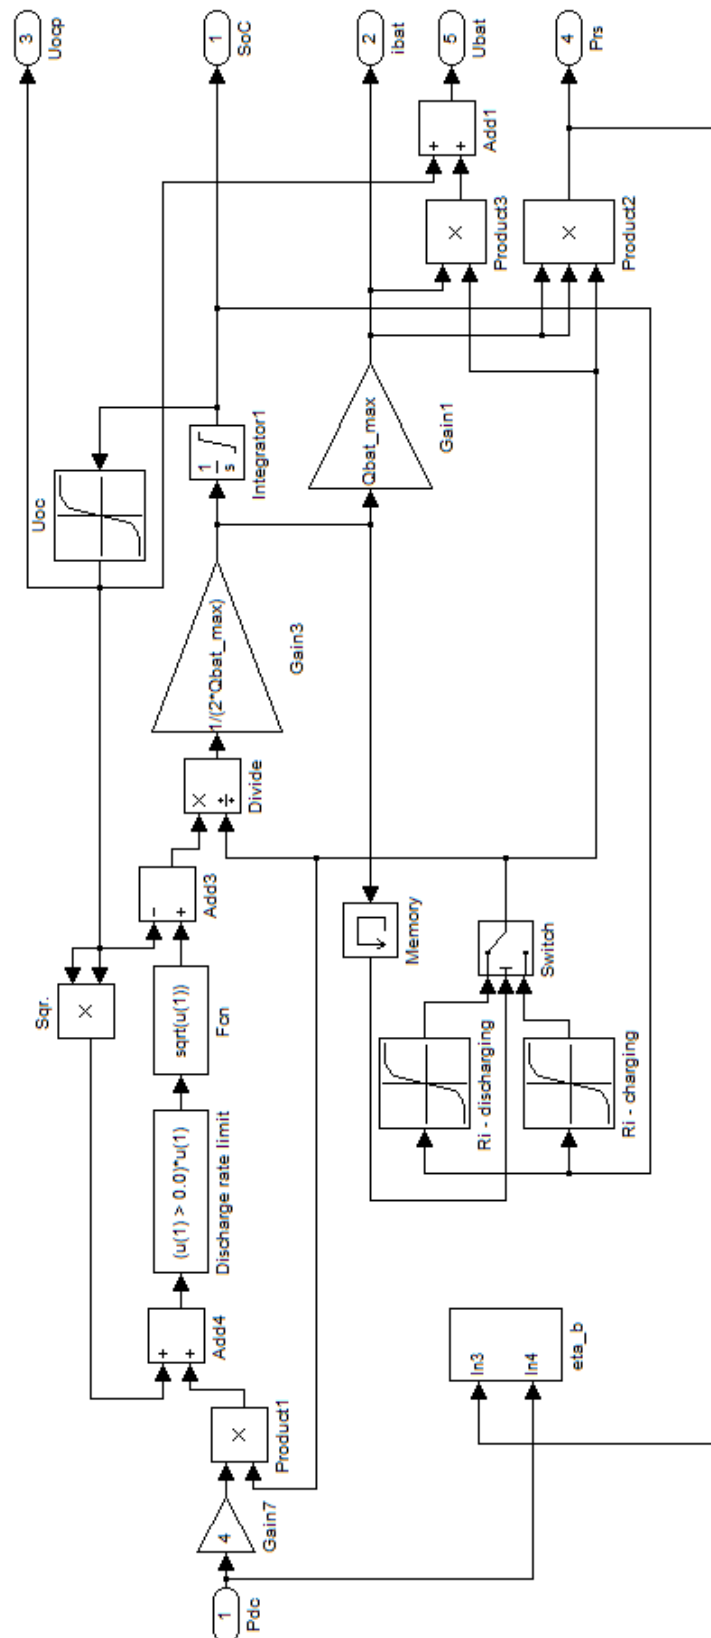 1
Pdc
4
Gain7
×
Product1
+
+
Add4
(u(1) > 0.0)*u(1)
Discharge rate limit
sqrt(u(1))
Fcn
Sqr.
×
−
+
Add3
×
÷
Divide
1/(2*Qbat_max)
Gain3
Uoc
1
s
Integrator1
Qbat_max
Gain1
Memory
Ri - discharging
Ri - charging
Switch
×
Product3
×
Product2
+
+
Add1
3
Uocp
1
SoC
2
ibat
5
Ubat
4
Prs
In3
In4
eta_b